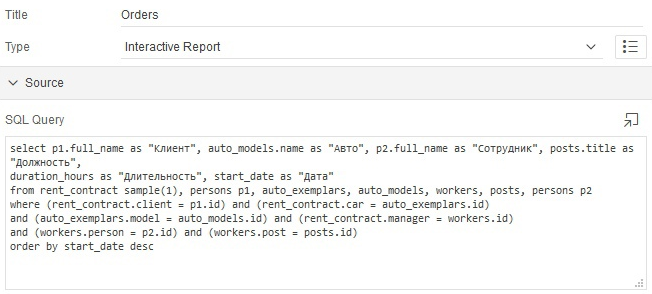 Title Orders
Type Interactive Report
Source
SQL Query
select p1.full_name as "Клиент", auto_models.name as "Авто", p2.full_name as "Сотрудник", posts.title as
"Должность",
duration_hours as "Длительность", start_date as "Дата"
from rent_contract sample(1), persons p1, auto_exemplars, auto_models, workers, posts, persons p2
where (rent_contract.client = p1.id) and (rent_contract.car = auto_exemplars.id)
and (auto_exemplars.model = auto_models.id) and (rent_contract.manager = workers.id)
and (workers.person = p2.id) and (workers.post = posts.id)
order by start_date desc